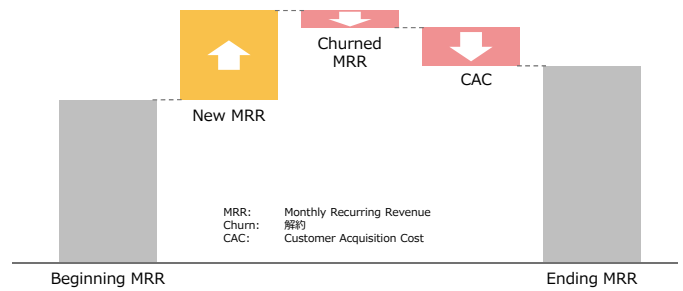 Churned
MRR
CAC
New MRR
MRR: Monthly Recurring Revenue
Churn: 解約
CAC: Customer Acquisition Cost
Beginning MRR
Ending MRR